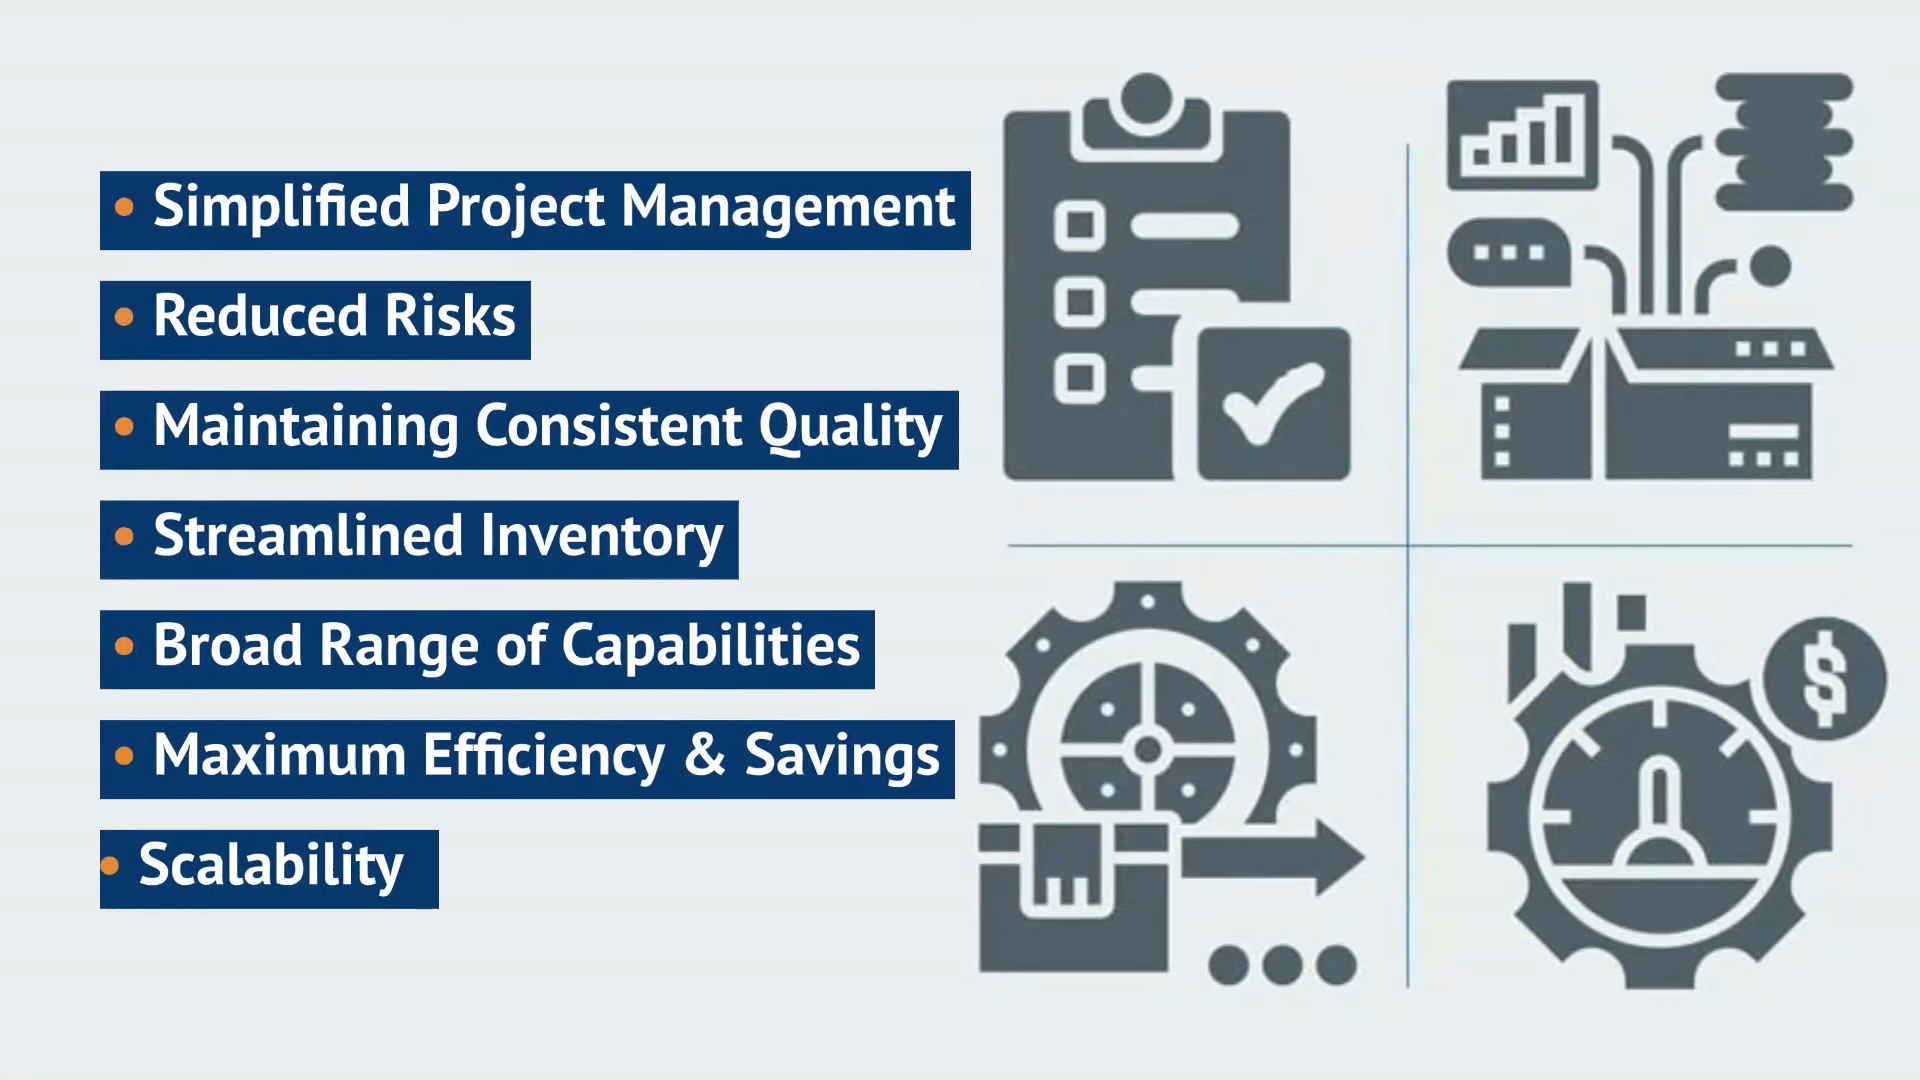 • Simplified Project Management
• Reduced Risks
• Maintaining Consistent Quality
• Streamlined Inventory
• Broad Range of Capabilities
• Maximum Efficiency & Savings
• Scalability
$